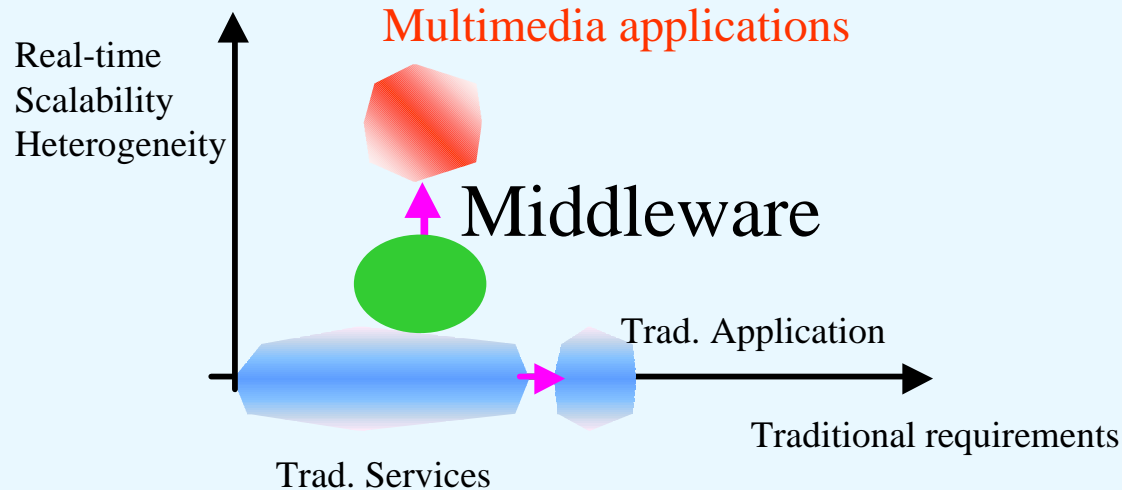 Multimedia applications
Real-time
Scalability
Heterogeneity
Middleware
Trad. Application
Traditional requirements
Trad. Services